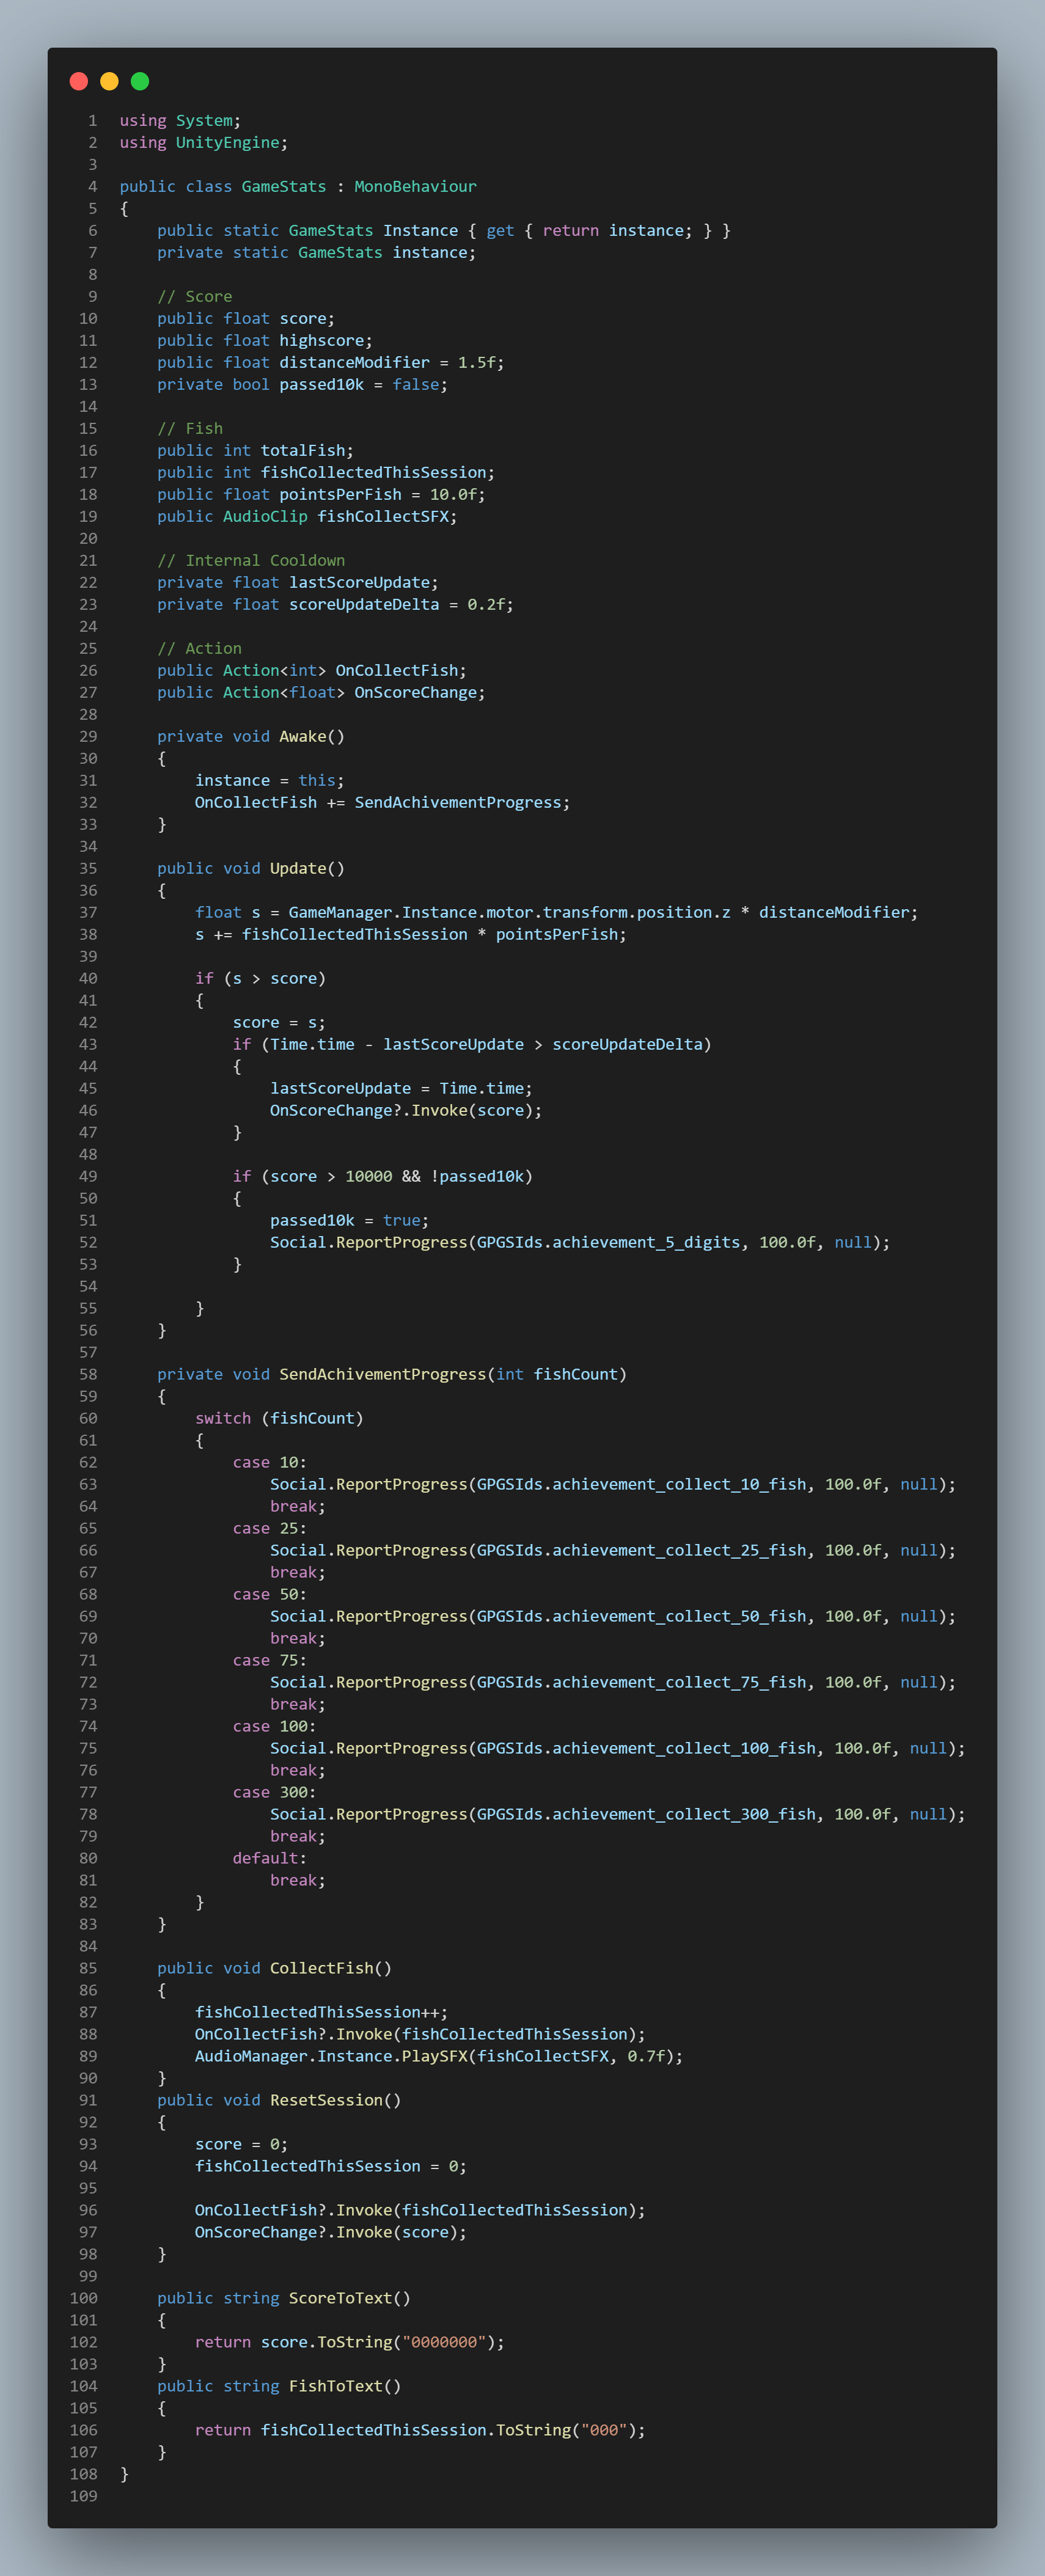 1 using System;
2 using UnityEngine;
3
4 public class GameStats : MonoBehaviour
5 {
6     public static GameStats Instance { get { return instance; } }
7     private static GameStats instance;
8
9     // Score
10     public float score;
11     public float highscore;
12     public float distanceModifier = 1.5f;
13     private bool passed10k = false;
14
15     // Fish
16     public int totalFish;
17     public int fishCollectedThisSession;
18     public float pointsPerFish = 10.0f;
19     public AudioClip fishCollectSFX;
20
21     // Internal Cooldown
22     private float lastScoreUpdate;
23     private float scoreUpdateDelta = 0.2f;
24
25     // Action
26     public Action<int> OnCollectFish;
27     public Action<float> OnScoreChange;
28
29     private void Awake()
30     {
31         instance = this;
32         OnCollectFish += SendAchivementProgress;
33     }
34
35     public void Update()
36     {
37         float s = GameManager.Instance.motor.transform.position.z * distanceModifier;
38         s += fishCollectedThisSession * pointsPerFish;
39
40         if (s > score)
41         {
42             score = s;
43             if (Time.time - lastScoreUpdate > scoreUpdateDelta)
44             {
45                 lastScoreUpdate = Time.time;
46                 OnScoreChange?.Invoke(score);
47             }
48
49             if (score > 10000 && !passed10k)
50             {
51                 passed10k = true;
52                 Social.ReportProgress(GPGSIds.achievement_5_digits, 100.0f, null);
53             }
54
55         }
56     }
57
58     private void SendAchivementProgress(int fishCount)
59     {
60         switch (fishCount)
61         {
62             case 10:
63                 Social.ReportProgress(GPGSIds.achievement_collect_10_fish, 100.0f, null);
64                 break;
65             case 25:
66                 Social.ReportProgress(GPGSIds.achievement_collect_25_fish, 100.0f, null);
67                 break;
68             case 50:
69                 Social.ReportProgress(GPGSIds.achievement_collect_50_fish, 100.0f, null);
70                 break;
71             case 75:
72                 Social.ReportProgress(GPGSIds.achievement_collect_75_fish, 100.0f, null);
73                 break;
74             case 100:
75                 Social.ReportProgress(GPGSIds.achievement_collect_100_fish, 100.0f, null);
76                 break;
77             case 300:
78                 Social.ReportProgress(GPGSIds.achievement_collect_300_fish, 100.0f, null);
79                 break;
80             default:
81                 break;
82         }
83     }
84
85     public void CollectFish()
86     {
87         fishCollectedThisSession++;
88         OnCollectFish?.Invoke(fishCollectedThisSession);
89         AudioManager.Instance.PlaySFX(fishCollectSFX, 0.7f);
90     }
91     public void ResetSession()
92     {
93         score = 0;
94         fishCollectedThisSession = 0;
95
96         OnCollectFish?.Invoke(fishCollectedThisSession);
97         OnScoreChange?.Invoke(score);
98     }
99
100     public string ScoreToText()
101     {
102         return score.ToString("0000000");
103     }
104     public string FishToText()
105     {
106         return fishCollectedThisSession.ToString("000");
107     }
108 }
109